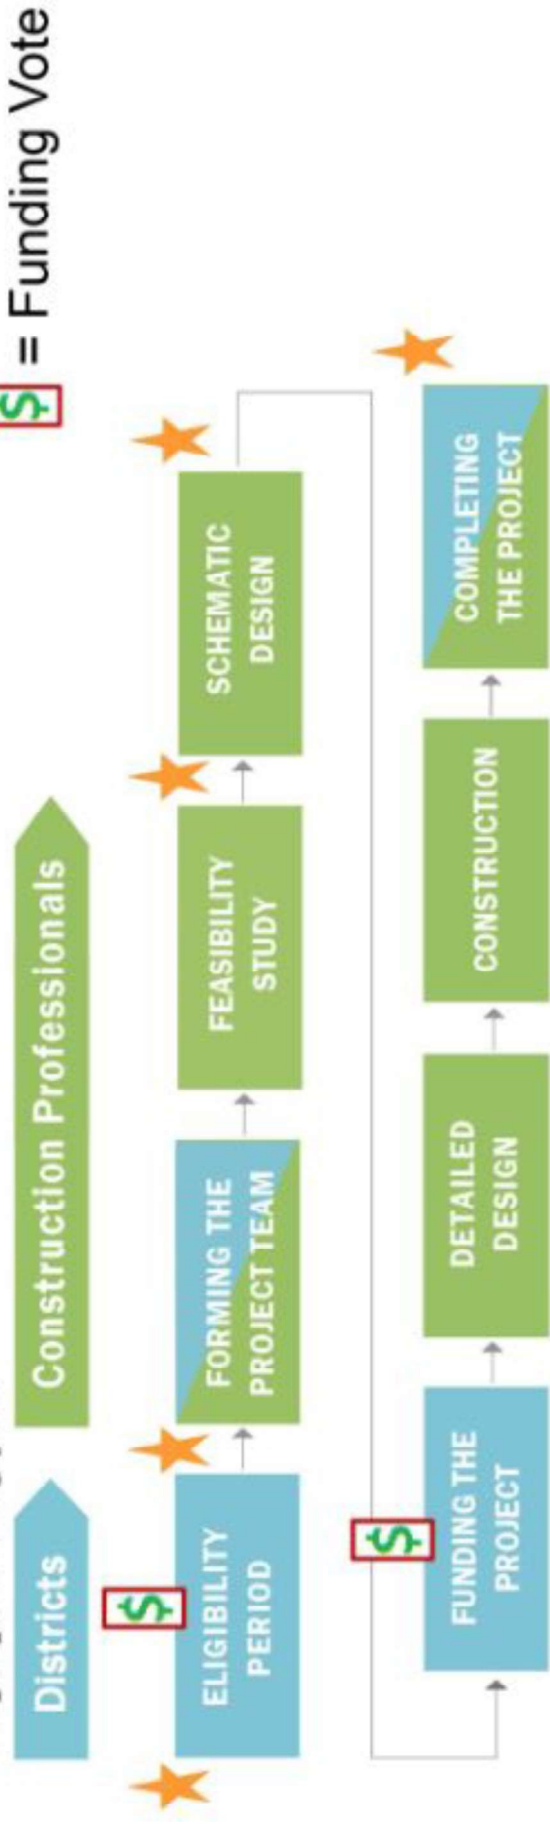 $ = Funding Vote
Districts
Construction Professionals
$
ELIGIBILITY
PERIOD
FORMING THE
PROJECT TEAM
FEASIBILITY
STUDY
SCHEMATIC
DESIGN
$
FUNDING THE
PROJECT
DETAILED
DESIGN
CONSTRUCTION
COMPLETING
THE PROJECT